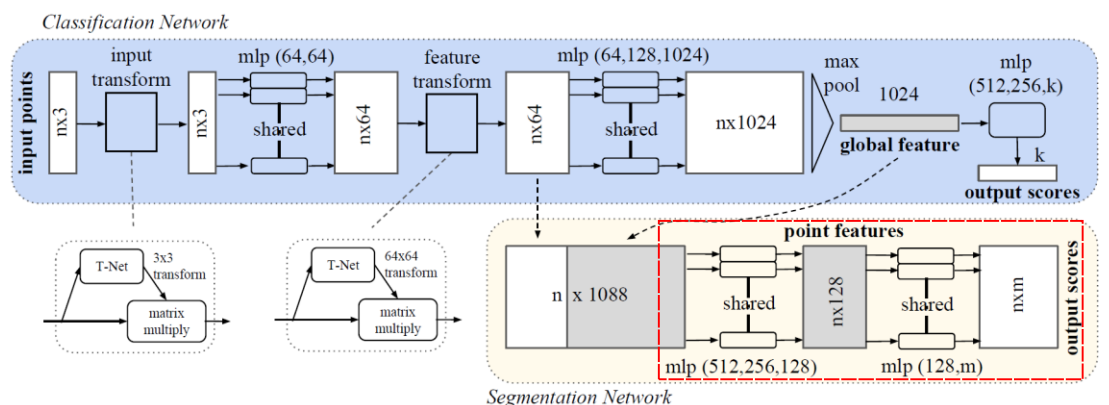 Classification Network
input points
nx3
input
transform
nx3
mlp (64,64)
shared
nx64
feature
transform
nx64
mlp (64,128,1024)
shared
nx1024
max
pool
1024
global feature
mlp
(512,256,k)
k
output scores
T-Net
3x3
transform
matrix
multiply
T-Net
64x64
transform
matrix
multiply
point features
n x 1088
shared
mlp (512,256,128)
nx128
shared
mlp (128,m)
nxm
output scores
Segmentation Network